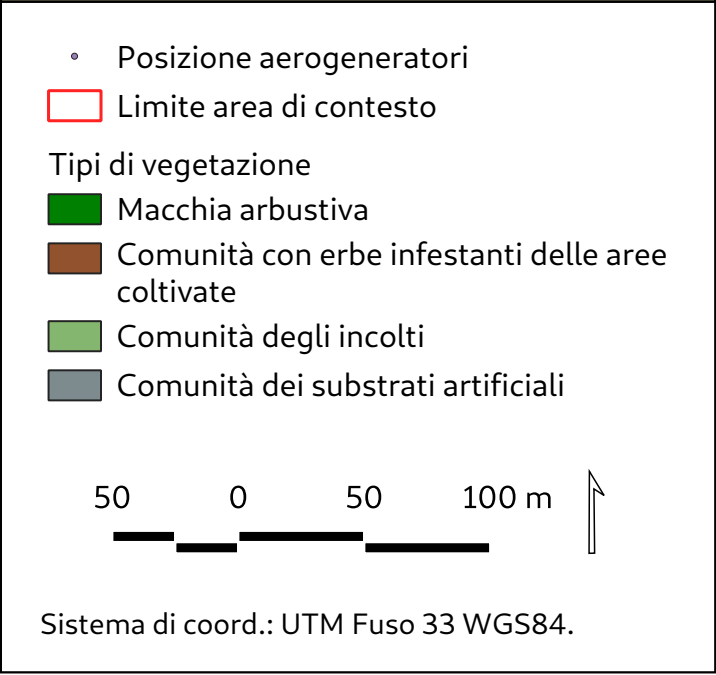 Posizione aerogeneratori
Limite area di contesto
Tipi di vegetazione
Macchia arbustiva
Comunità con erbe infestanti delle aree
coltivate
Comunità degli incolti
Comunità dei substrati artificiali
50 0 50 100 m
Sistema di coord.: UTM Fuso 33 WGS84.